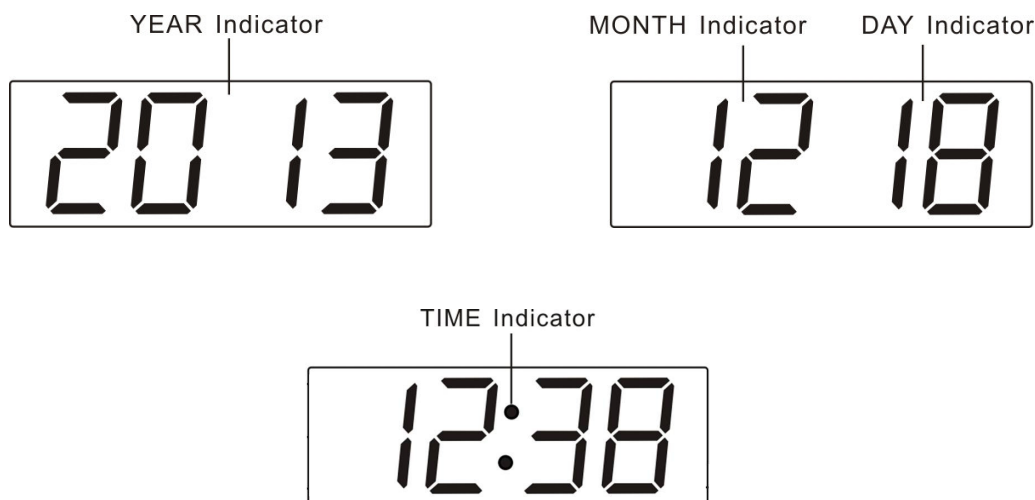 YEAR Indicator
MONTH Indicator DAY Indicator
2013
12 18
TIME Indicator
12:38